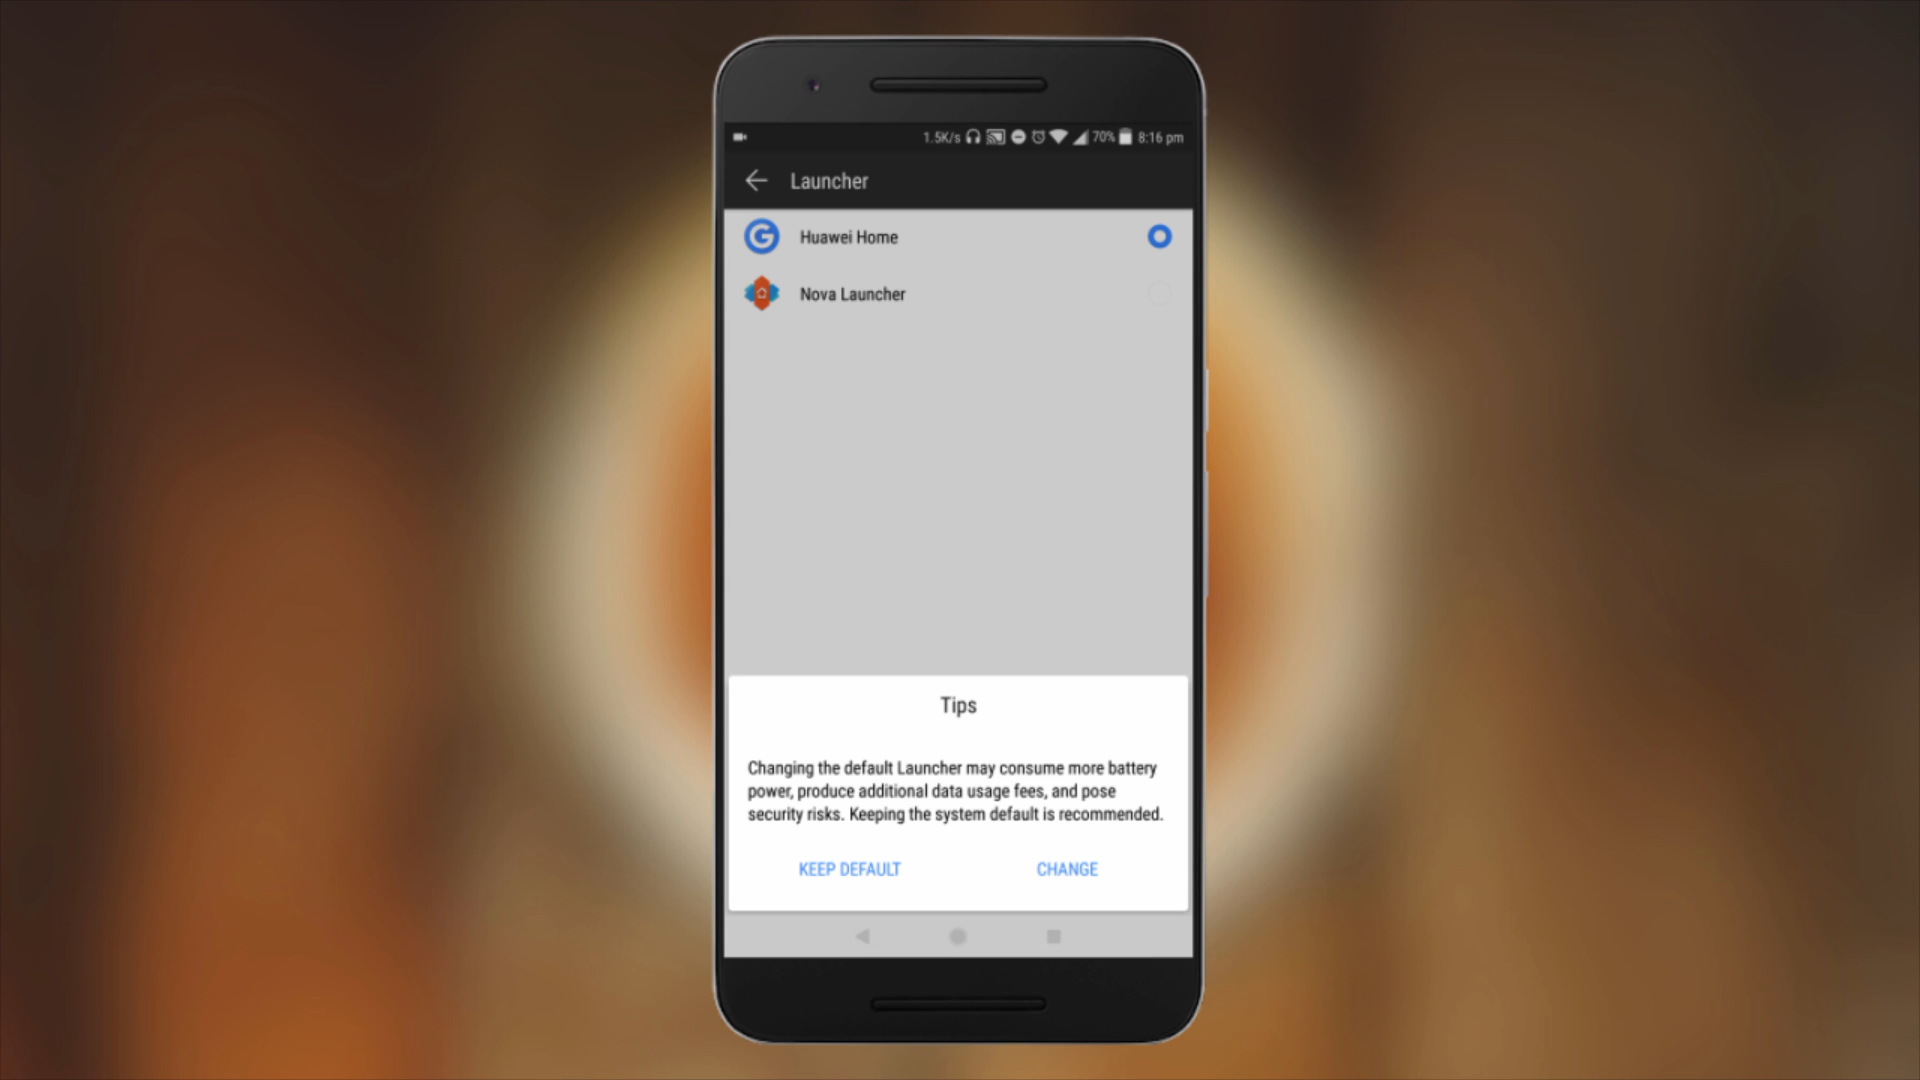 1.5K/s 70% 8:16 pm
Launcher
Huawei Home
Nova Launcher
Tips
Changing the default Launcher may consume more battery
power, produce additional data usage fees, and pose
security risks. Keeping the system default is recommended.
KEEP DEFAULT CHANGE